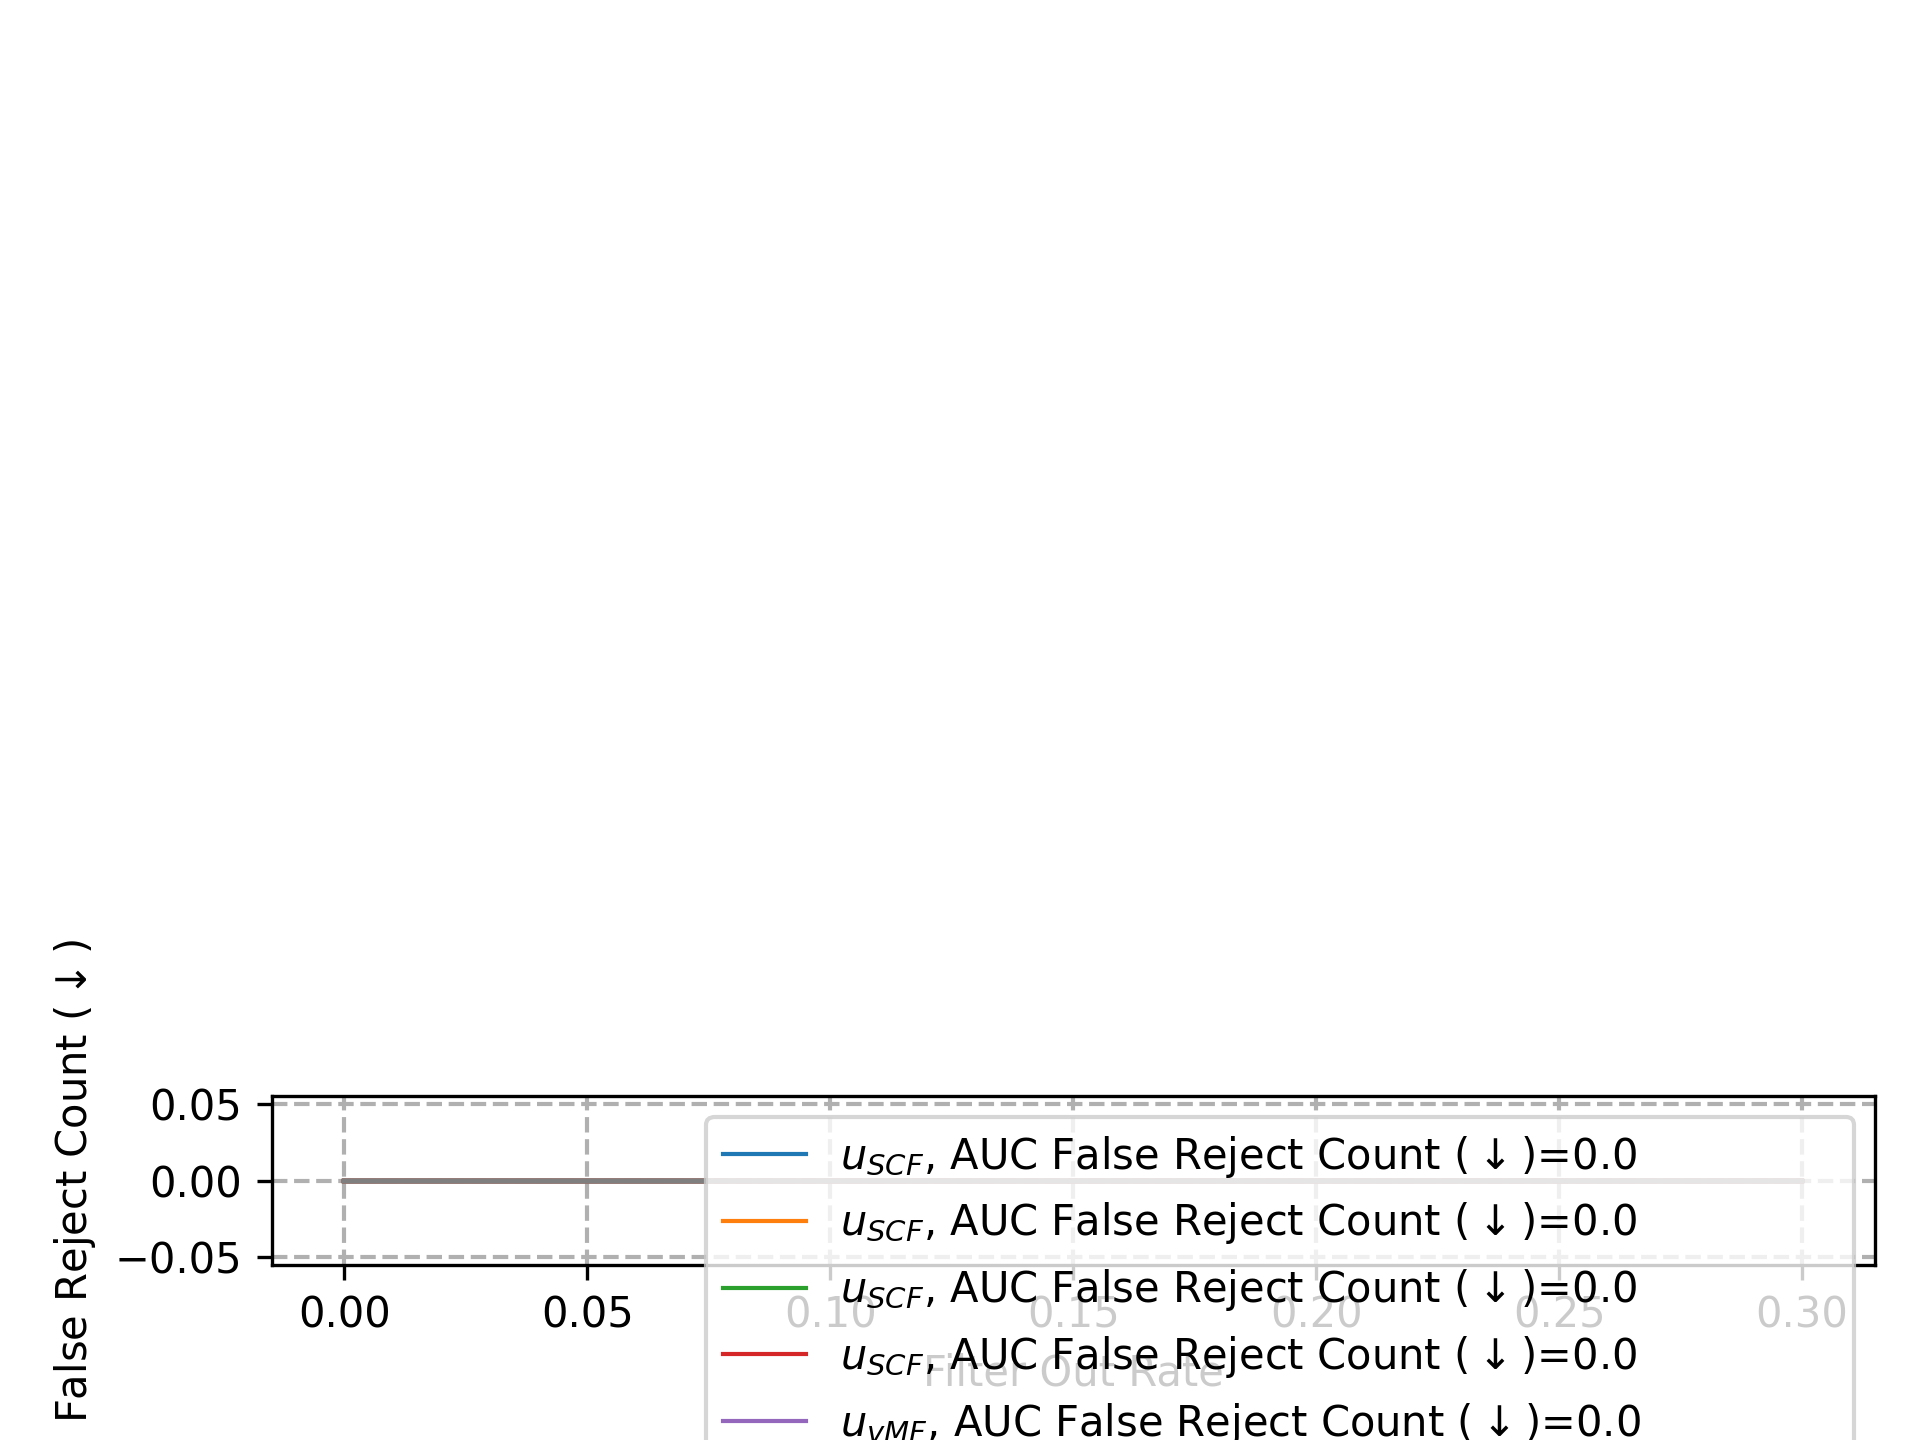 False Reject Count (↓)
0.05
0.00
−0.05
0.00 0.05 0.10 0.15 0.20 0.25 0.30
Filter Out Rate
u_SCF, AUC False Reject Count (↓)=0.0
u_SCF, AUC False Reject Count (↓)=0.0
u_SCF, AUC False Reject Count (↓)=0.0
u_SCF, AUC False Reject Count (↓)=0.0
u_vMF, AUC False Reject Count (↓)=0.0